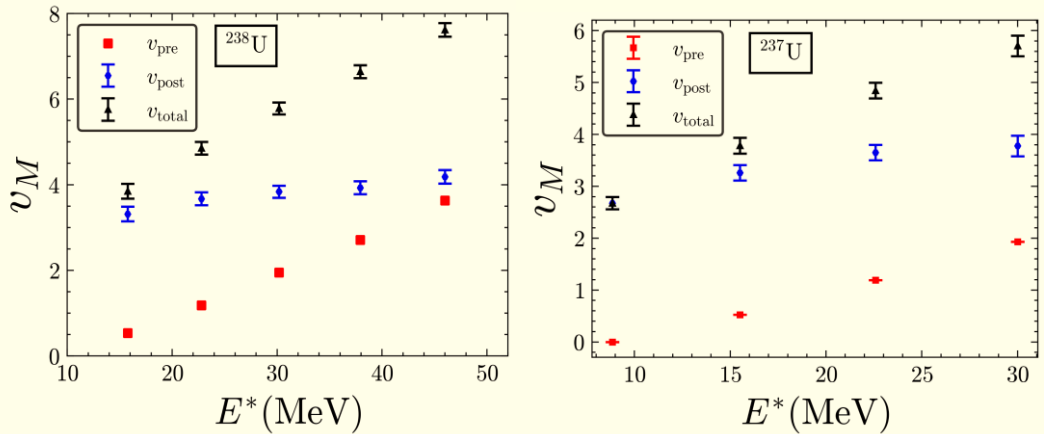 8
6
4
2
0
v_M
v_pre
v_post
v_total
²³⁸U
10
20
30
40
50
E*(MeV)
6
5
4
3
2
1
0
v_M
v_pre
v_post
v_total
²³⁷U
10
15
20
25
30
E*(MeV)